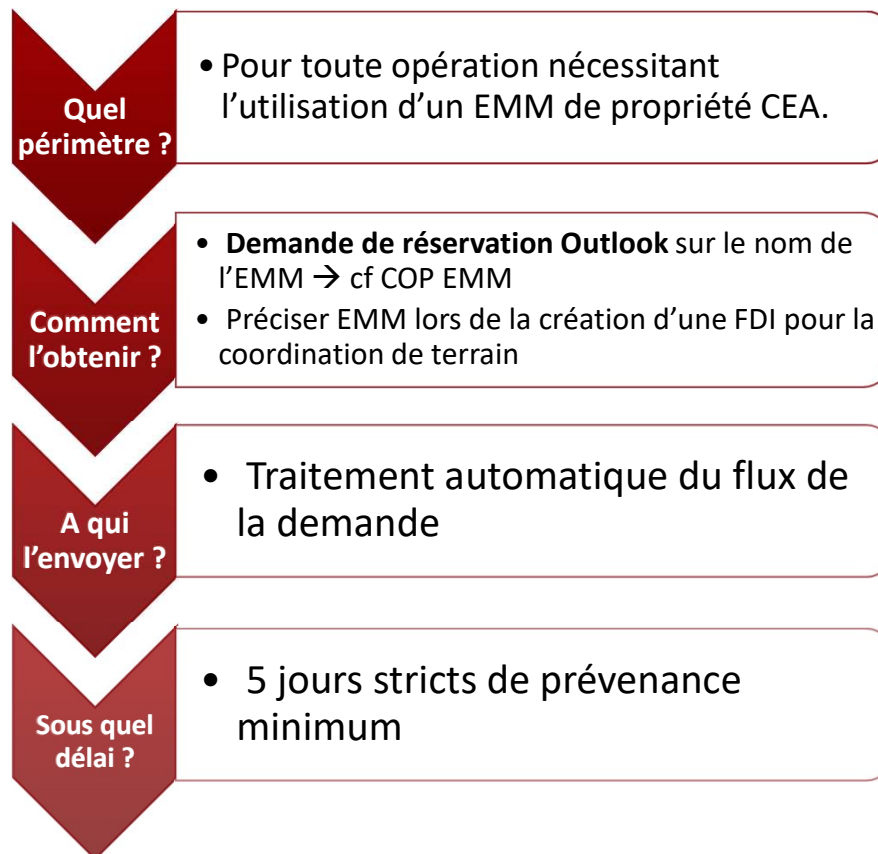 Quel
périmètre ?
• Pour toute opération nécessitant
l'utilisation d'un EMM de propriété CEA.
Comment
l'obtenir ?
• Demande de réservation Outlook sur le nom de
l'EMM → cf COP EMM
• Préciser EMM lors de la création d'une FDI pour la
coordination de terrain
A qui
l'envoyer ?
• Traitement automatique du flux de
la demande
Sous quel
délai ?
• 5 jours stricts de prévenance
minimum